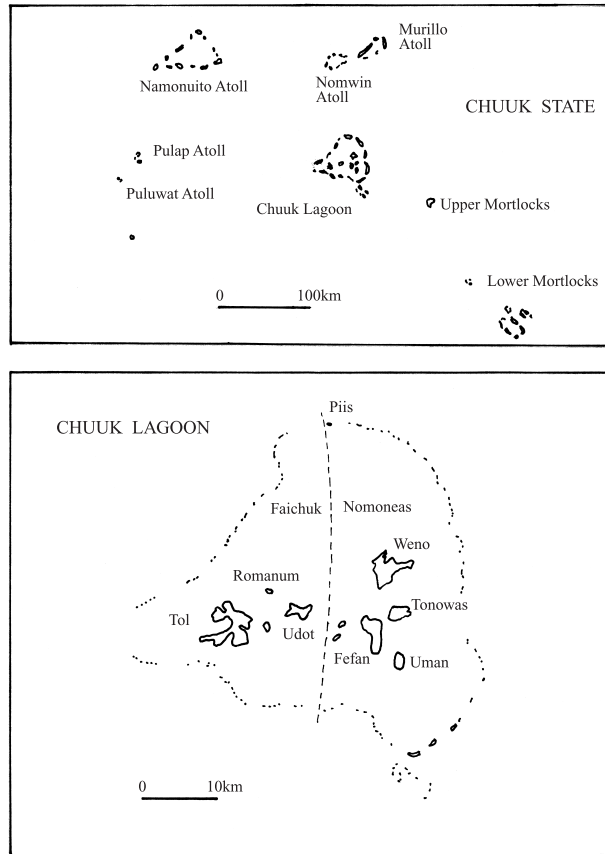 Murillo
Atoll
Namonuito Atoll
Nomwin
Atoll
CHUUK STATE
Pulap Atoll
Puluwat Atoll
Chuuk Lagoon
Upper Mortlocks
Lower Mortlocks
0 100km
CHUUK LAGOON
Piis
Faichuk
Nomoneas
Weno
Romanum
Tol
Udot
Tonowas
Fefan
Uman
0 10km